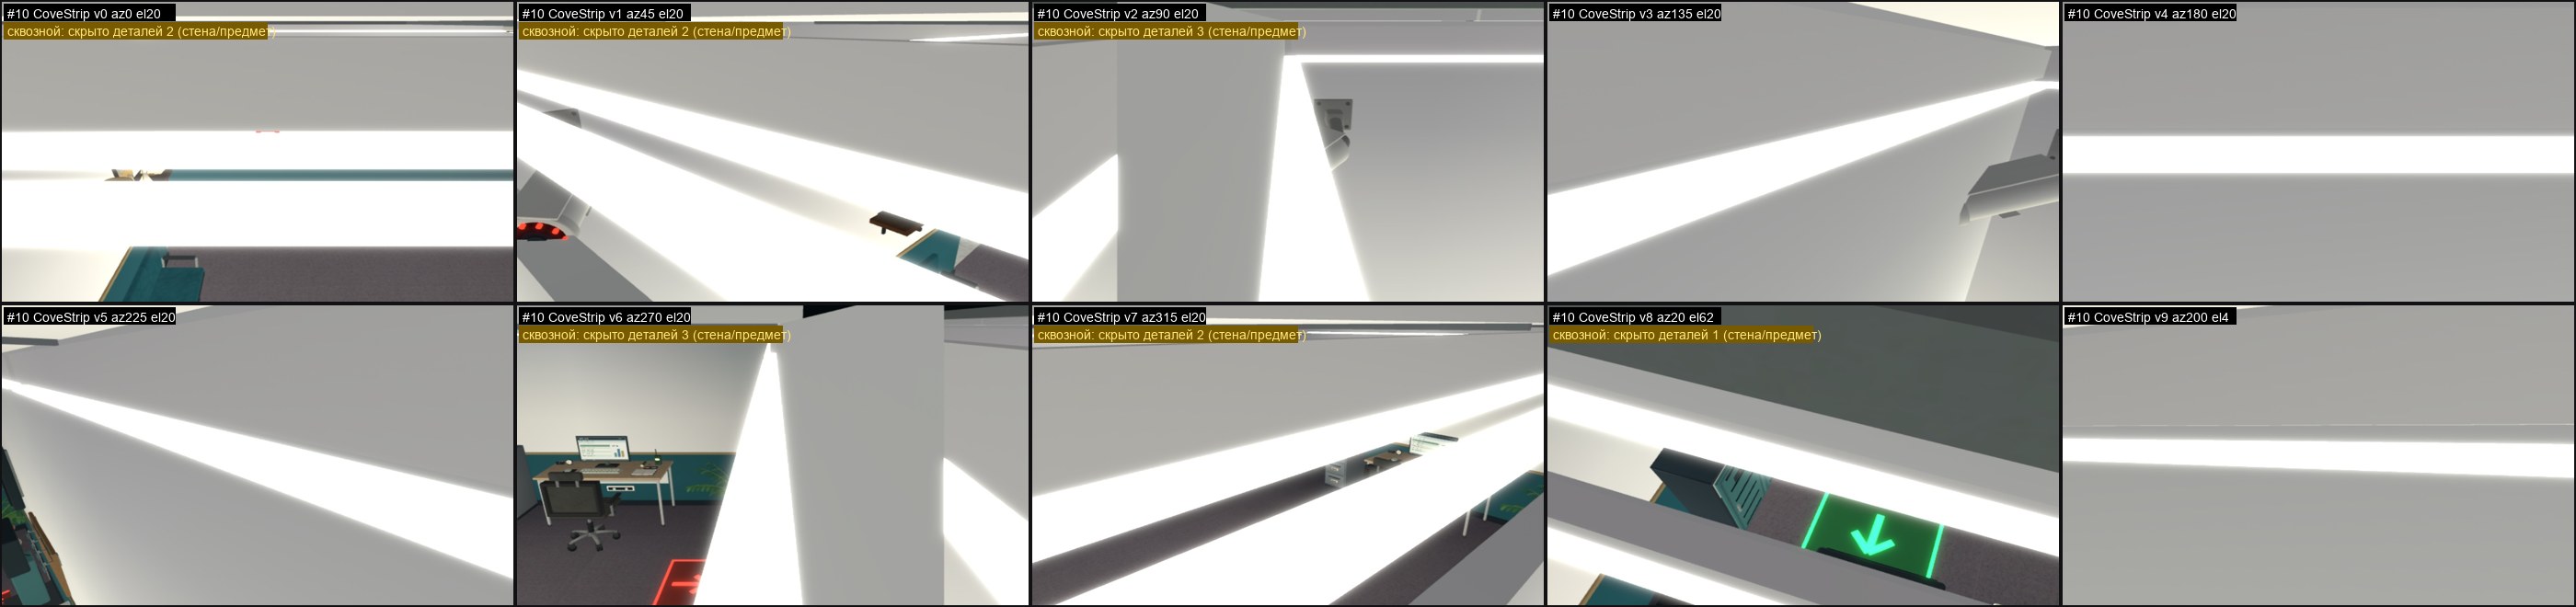 #10 CoveStrip v0 az0 el20
сквозной: скрыто деталей 2 (стена/предмет)
#10 CoveStrip v1 az45 el20
сквозной: скрыто деталей 2 (стена/предмет)
#10 CoveStrip v2 az90 el20
сквозной: скрыто деталей 3 (стена/предмет)
#10 CoveStrip v3 az135 el20
#10 CoveStrip v4 az180 el20
#10 CoveStrip v5 az225 el20
#10 CoveStrip v6 az270 el20
сквозной: скрыто деталей 3 (стена/предмет)
#10 CoveStrip v7 az315 el20
сквозной: скрыто деталей 2 (стена/предмет)
#10 CoveStrip v8 az20 el62
сквозной: скрыто деталей 1 (стена/предмет)
#10 CoveStrip v9 az200 el4